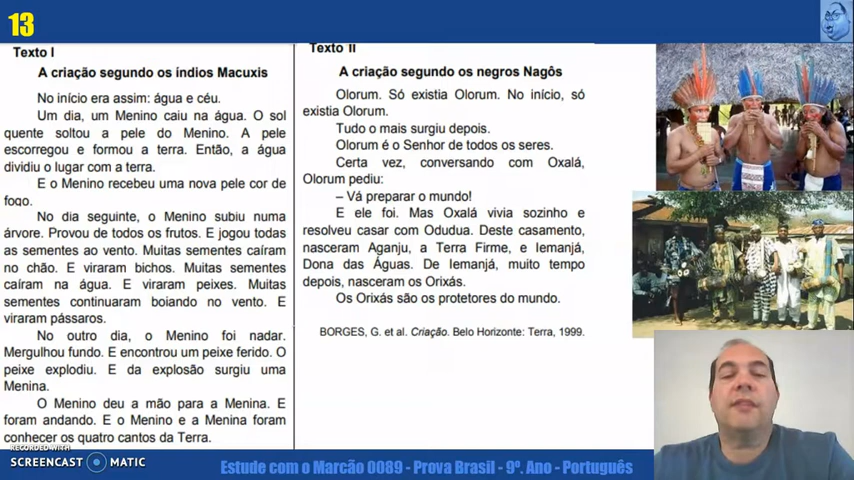 13
Texto I
A criação segundo os índios Macuxis
No início era assim: água e céu.
Um dia, um Menino caiu na água. O sol
quente soltou a pele do Menino. A pele
escorregou e formou a terra. Então, a água
dividiu o lugar com a terra.
E o Menino recebeu uma nova pele cor de
fogo.
No dia seguinte, o Menino subiu numa
árvore. Provou de todos os frutos. E jogou todas
as sementes ao vento. Muitas sementes caíram
no chão. E viraram bichos. Muitas sementes
caíram na água. E viraram peixes. Muitas
sementes continuaram boiando no vento. E
viraram pássaros.
No outro dia, o Menino foi nadar.
Mergulhou fundo. E encontrou um peixe ferido. O
peixe explodiu. E da explosão surgiu uma
Menina.
O Menino deu a mão para a Menina. E
foram andando. E o Menino e a Menina foram
conhecer os quatro cantos da Terra.
Texto II
A criação segundo os negros Nagôs
Olorum. Só existia Olorum. No início, só
existia Olorum.
Tudo o mais surgiu depois.
Olorum é o Senhor de todos os seres.
Certa vez, conversando com Oxalá,
Olorum pediu:
– Vá preparar o mundo!
E ele foi. Mas Oxalá vivia sozinho e
resolveu casar com Odudua. Deste casamento,
nasceram Aganju, a Terra Firme, e Iemanjá,
Dona das Águas. De Iemanjá, muito tempo
depois, nasceram os Orixás.
Os Orixás são os protetores do mundo.
BORGES, G. et al. Criação. Belo Horizonte: Terra, 1999.
RECORDED WITH
SCREENCAST MATIC
Estude com o Marcão 0089 - Prova Brasil - 9º. Ano - Português